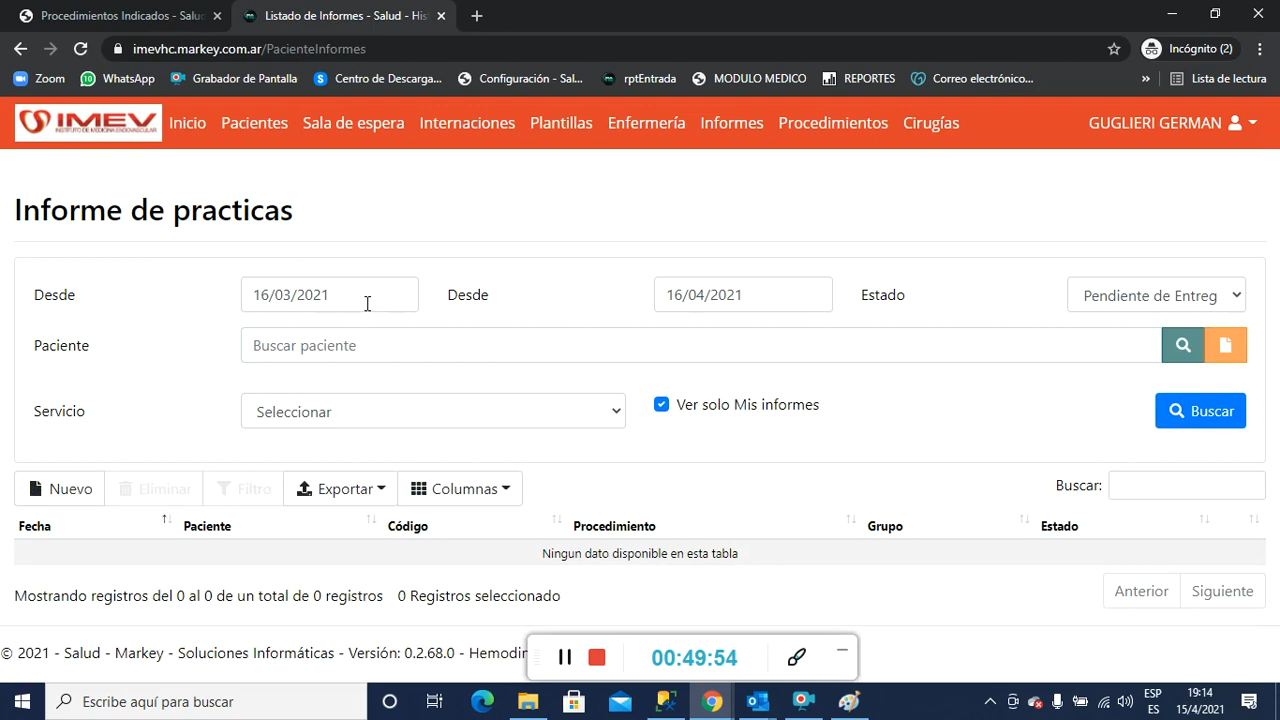 Procedimientos Indicados - Saluc
Listado de Informes - Salud - His
imevhc.markey.com.ar/PacienteInformes
Incógnito (2)
Zoom
WhatsApp
Grabador de Pantalla
Centro de Descarga...
Configuración - Sal...
rptEntrada
MODULO MEDICO
REPORTES
Correo electrónico...
»
Lista de lectura
IMEV
INSTITUTO DE MEDICINA ENDOVASCULAR
Inicio
Pacientes
Sala de espera
Internaciones
Plantillas
Enfermería
Informes
Procedimientos
Cirugías
GUGLIERI GERMAN
Informe de practicas
Desde
16/03/2021
Desde
16/04/2021
Estado
Pendiente de Entreg
Paciente
Buscar paciente
Servicio
Seleccionar
Ver solo Mis informes
Buscar
Nuevo
Eliminar
Filtro
Exportar
Columnas
Buscar:
Fecha
Paciente
Código
Procedimiento
Grupo
Estado
Ningun dato disponible en esta tabla
Mostrando registros del 0 al 0 de un total de 0 registros
0 Registros seleccionado
Anterior
Siguiente
© 2021 - Salud - Markey - Soluciones Informáticas - Versión: 0.2.68.0 - Hemodin
00:49:54
Escribe aquí para buscar
ESP
ES
19:14
15/4/2021